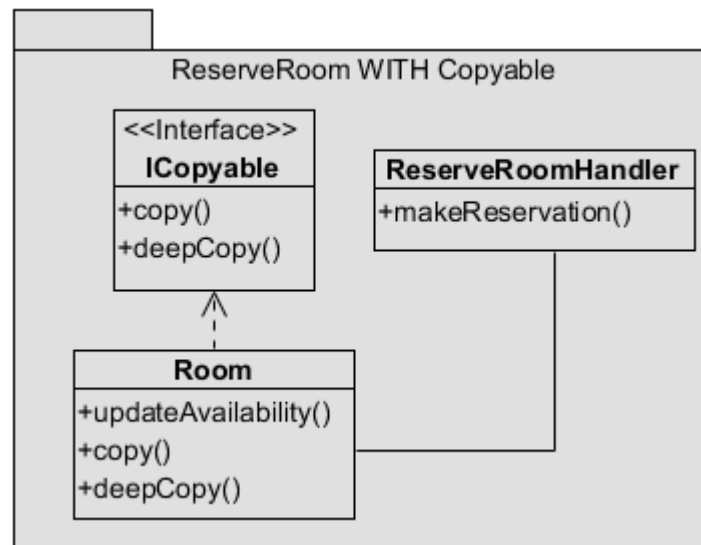 ReserveRoom WITH Copyable
<<Interface>>
ICopyable
+copy()
+deepCopy()
ReserveRoomHandler
+makeReservation()
Room
+updateAvailability()
+copy()
+deepCopy()